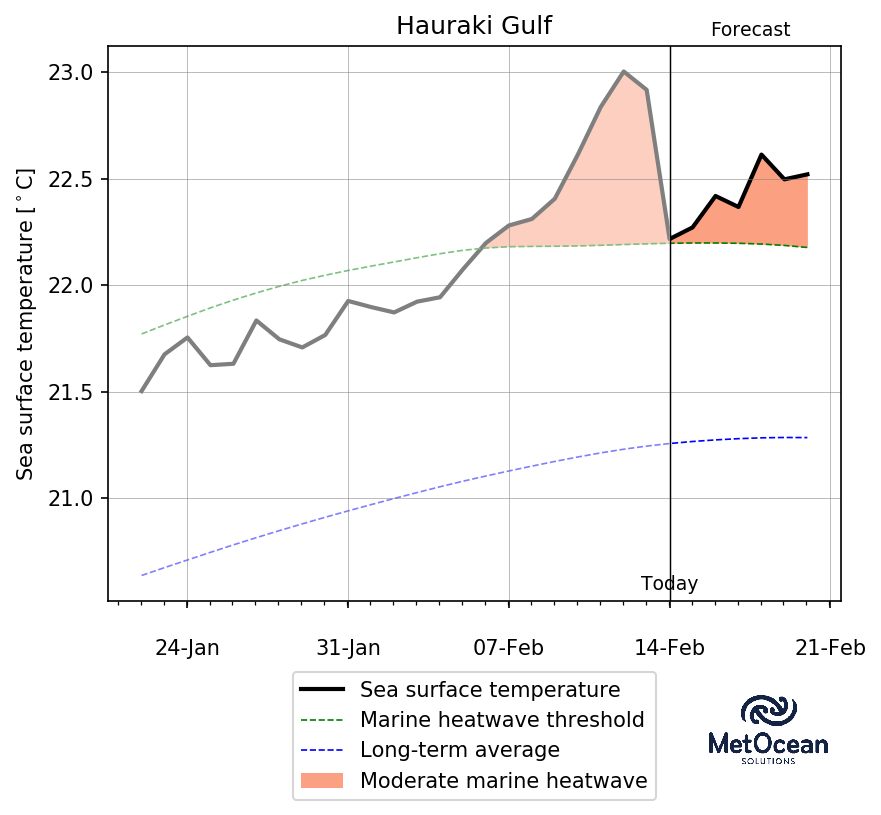 Hauraki Gulf
Forecast
Sea surface temperature [°C]
23.0
22.5
22.0
21.5
21.0
Today
24-Jan 31-Jan 07-Feb 14-Feb 21-Feb
Sea surface temperature
Marine heatwave threshold
Long-term average
Moderate marine heatwave
MetOcean
SOLUTIONS